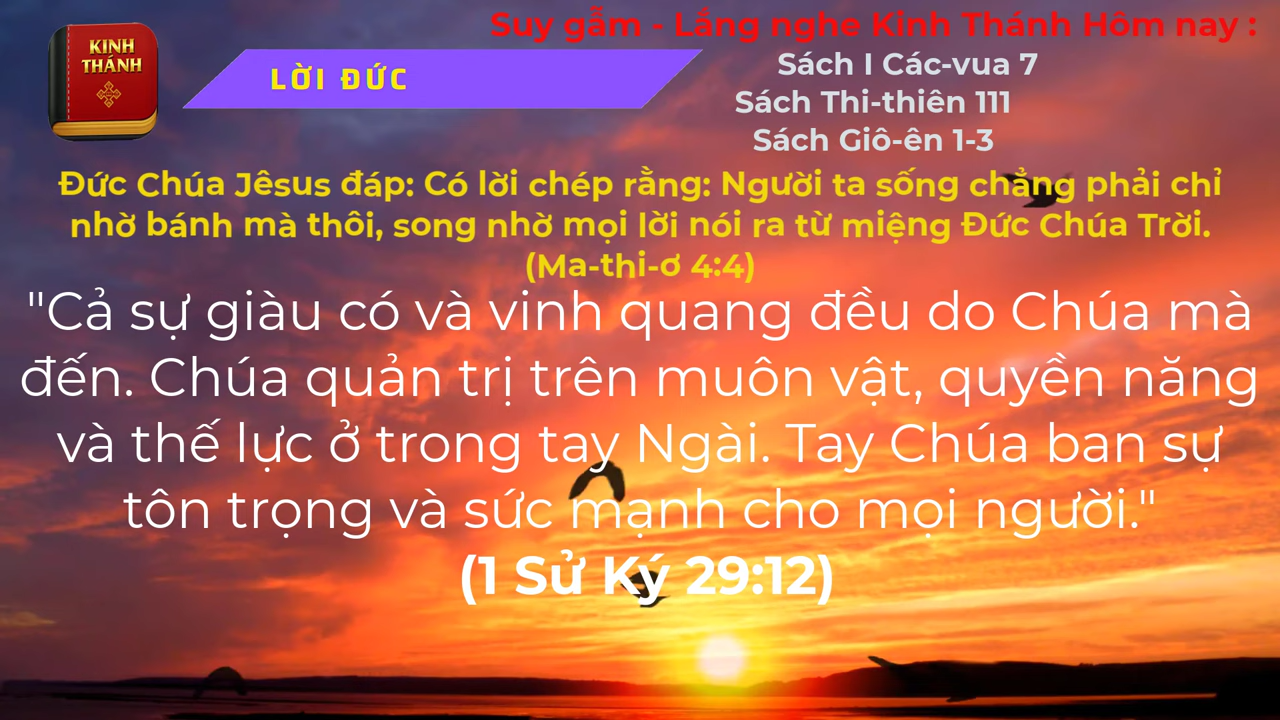 KINH
THÁNH
LỜI ĐỨC
Suy gẫm - Lắng nghe Kinh Thánh Hôm nay :
Sách I Các-vua 7
Sách Thi-thiên 111
Sách Giô-ên 1-3
Đức Chúa Jêsus đáp: Có lời chép rằng: Người ta sống chẳng phải chỉ
nhờ bánh mà thôi, song nhờ mọi lời nói ra từ miệng Đức Chúa Trời.
(Ma-thi-ơ 4:4)
"Cả sự giàu có và vinh quang đều do Chúa mà
đến. Chúa quản trị trên muôn vật, quyền năng
và thế lực ở trong tay Ngài. Tay Chúa ban sự
tôn trọng và sức mạnh cho mọi người."
(1 Sử Ký 29:12)